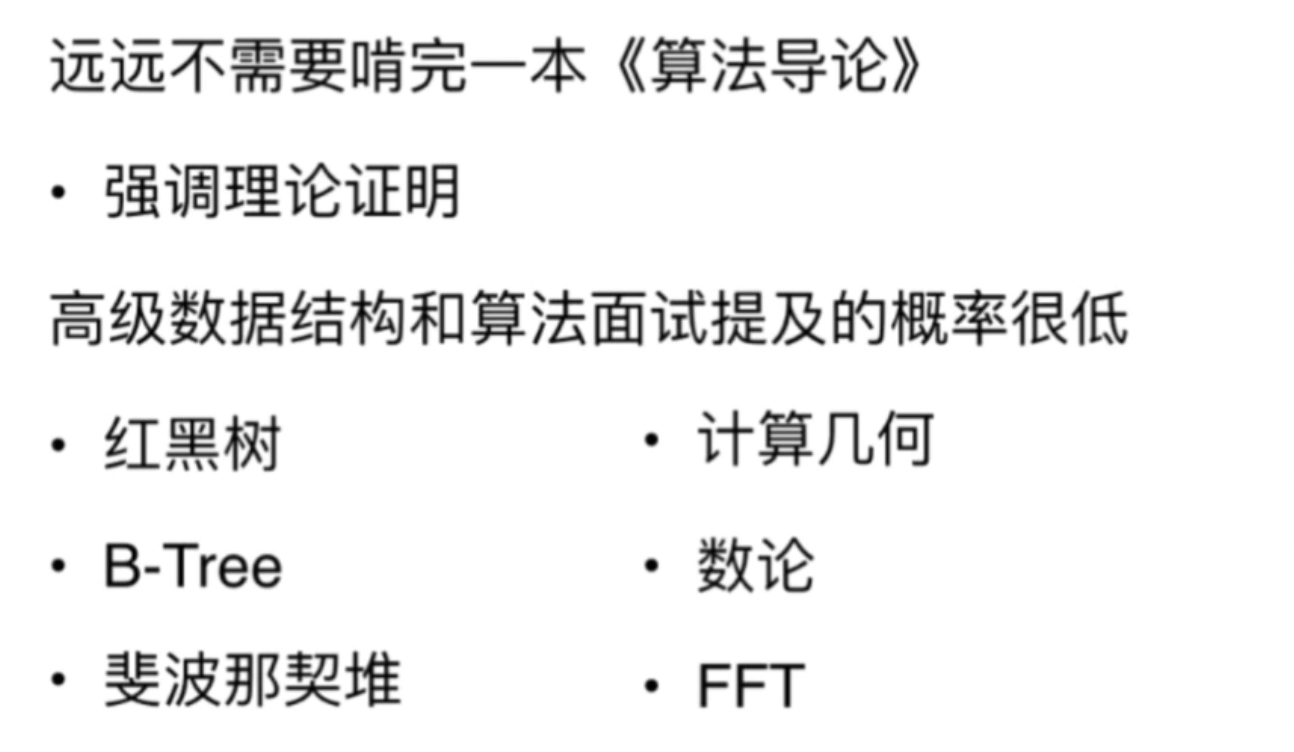 远远不需要啃完一本《算法导论》
• 强调理论证明
高级数据结构和算法面试提及的概率很低
• 红黑树
• B-Tree
• 斐波那契堆
• 计算几何
• 数论
• FFT